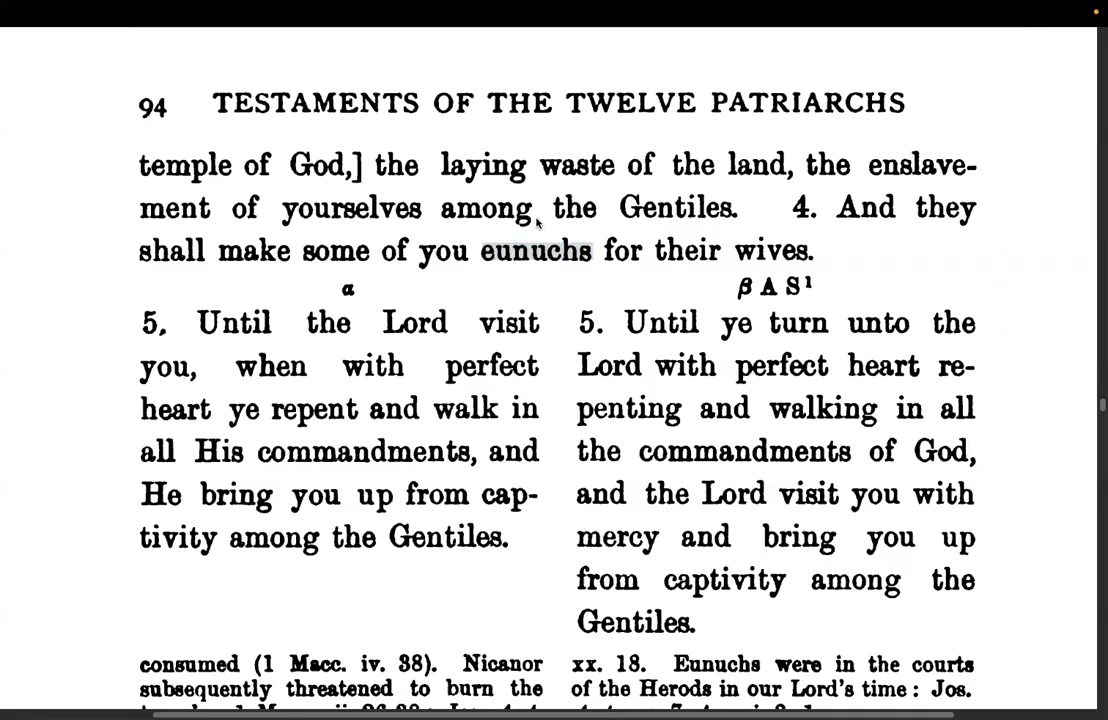 94 TESTAMENTS OF THE TWELVE PATRIARCHS
temple of God,] the laying waste of the land, the enslave-
ment of yourselves among the Gentiles. 4. And they
shall make some of you eunuchs for their wives.
α
5. Until the Lord visit
you, when with perfect
heart ye repent and walk in
all His commandments, and
He bring you up from cap-
tivity among the Gentiles.
β A S¹
5. Until ye turn unto the
Lord with perfect heart re-
penting and walking in all
the commandments of God,
and the Lord visit you with
mercy and bring you up
from captivity among the
Gentiles.
consumed (1 Macc. iv. 38). Nicanor
subsequently threatened to burn the
xx. 18. Eunuchs were in the courts
of the Herods in our Lord's time : Jos.